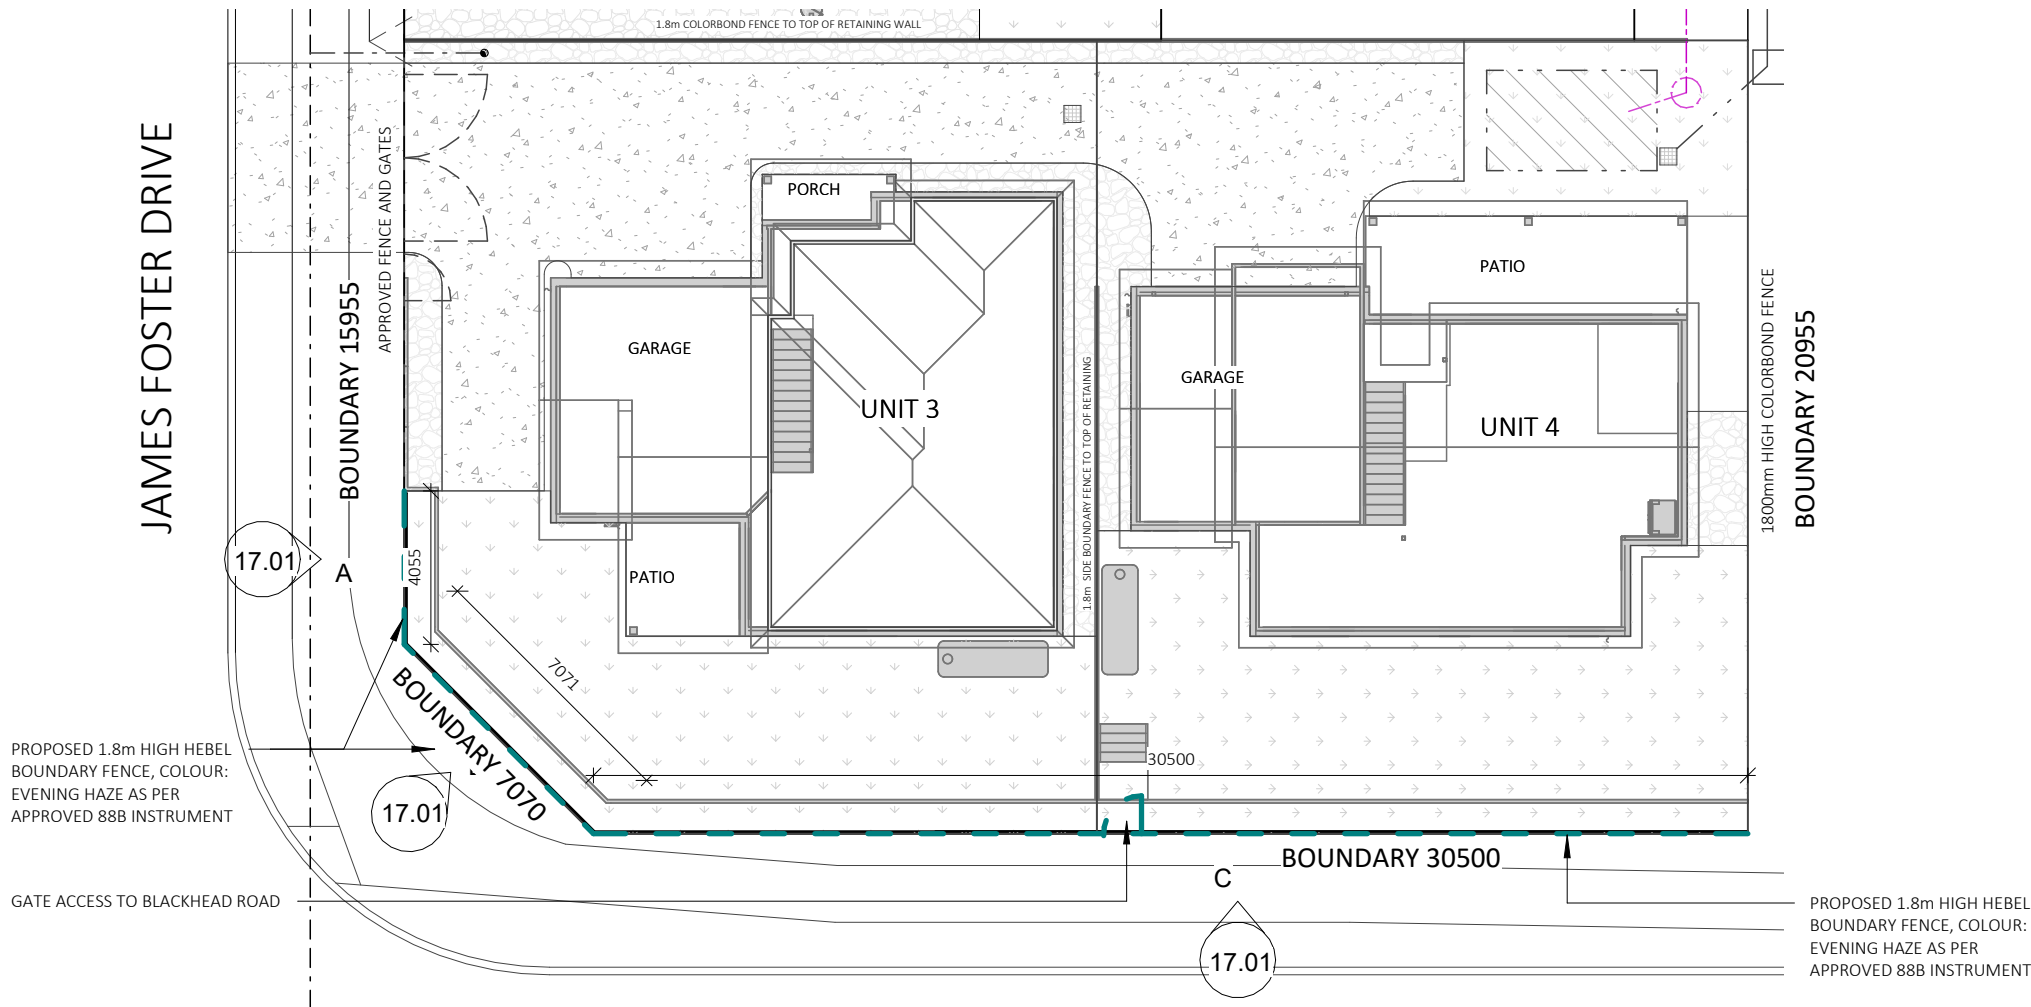 1.8m COLORBOND FENCE TO TOP OF RETAINING WALL
JAMES FOSTER DRIVE
BOUNDARY 15955
APPROVED FENCE AND GATES
PORCH
GARAGE
UNIT 3
PATIO
1.8m SIDE BOUNDARY FENCE TO TOP OF RETAINING
GARAGE
PATIO
UNIT 4
1800mm HIGH COLORBOND FENCE
BOUNDARY 20955
17.01
A
4055
7071
BOUNDARY 7070
30500
PROPOSED 1.8m HIGH HEBEL
BOUNDARY FENCE, COLOUR:
EVENING HAZE AS PER
APPROVED 88B INSTRUMENT
17.01
GATE ACCESS TO BLACKHEAD ROAD
BOUNDARY 30500
C
17.01
PROPOSED 1.8m HIGH HEBEL
BOUNDARY FENCE, COLOUR:
EVENING HAZE AS PER
APPROVED 88B INSTRUMENT